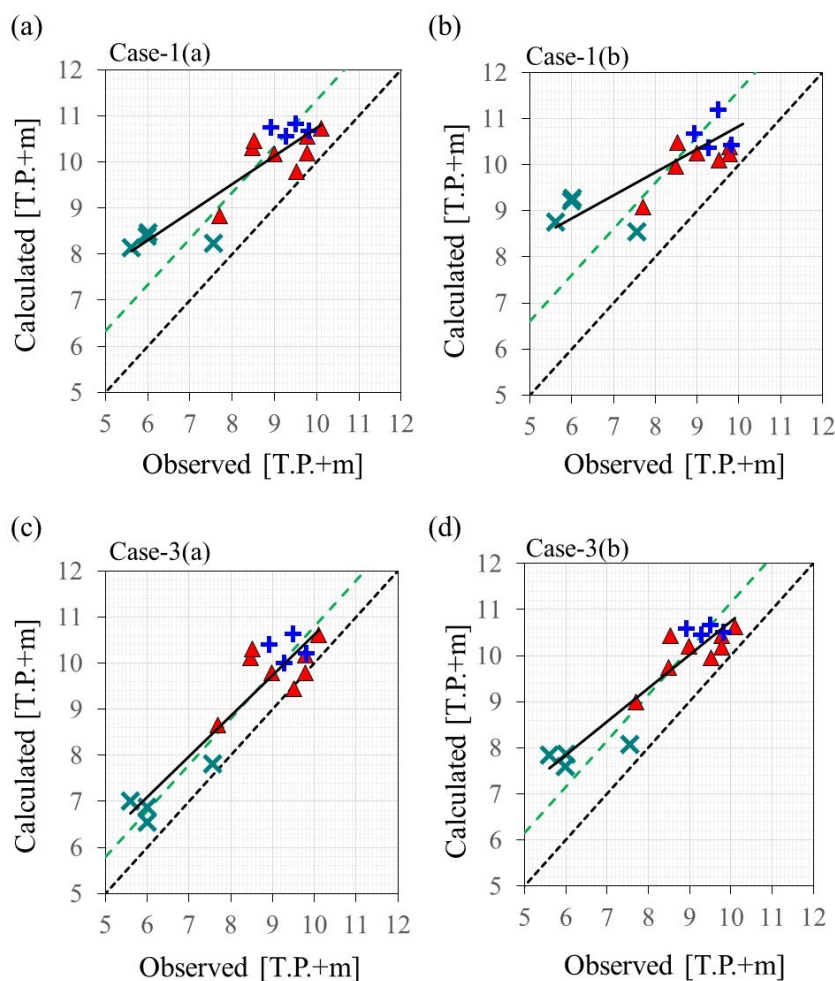 (a)
Case-1(a)
12
11
10
9
8
7
6
5
5 6 7 8 9 10 11 12
Calculated [T.P.+m]
Observed [T.P.+m]
(b)
Case-1(b)
12
11
10
9
8
7
6
5
5 6 7 8 9 10 11 12
Calculated [T.P.+m]
Observed [T.P.+m]
(c)
Case-3(a)
12
11
10
9
8
7
6
5
5 6 7 8 9 10 11 12
Calculated [T.P.+m]
Observed [T.P.+m]
(d)
Case-3(b)
12
11
10
9
8
7
6
5
5 6 7 8 9 10 11 12
Calculated [T.P.+m]
Observed [T.P.+m]